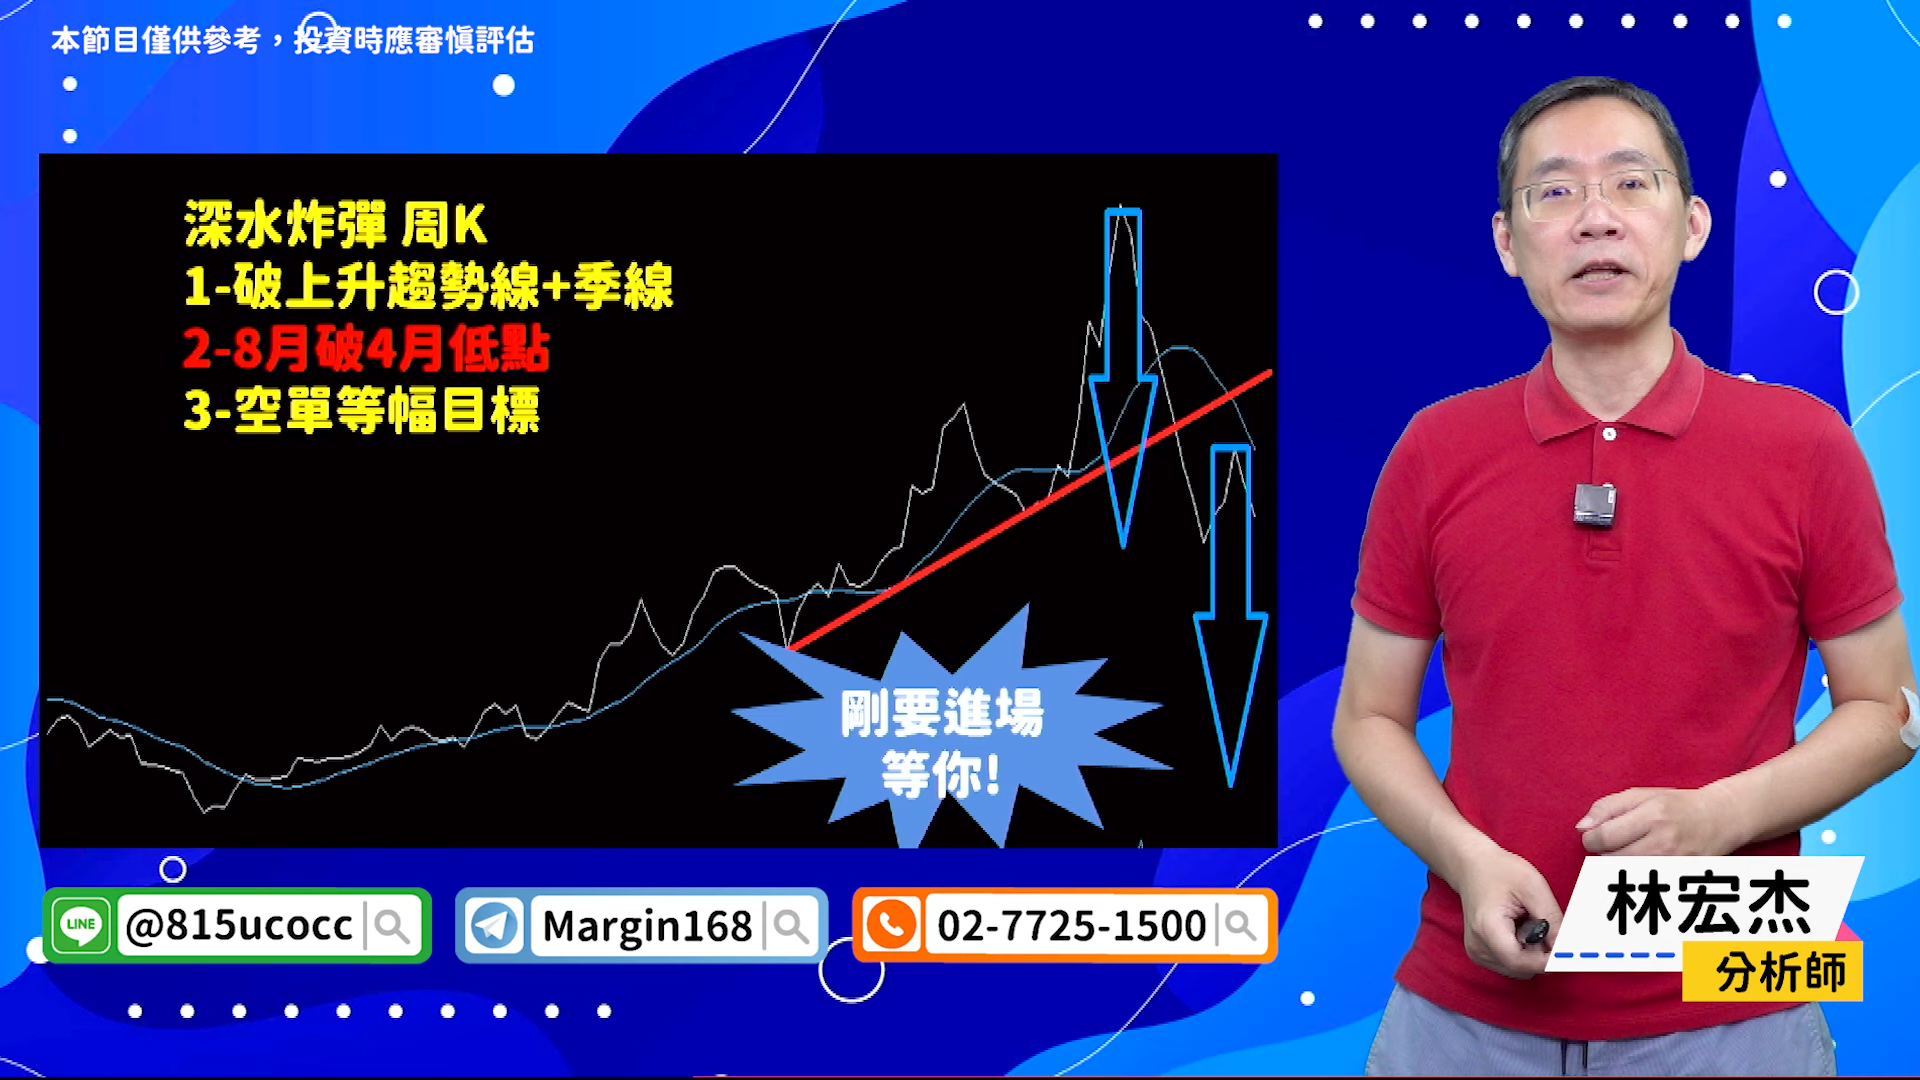 本節目僅供參考，投資時應審慎評估
深水炸彈 周K
1-破上升趨勢線+季線
2-8月破4月低點
3-空單等幅目標
剛要進場
等你!
LINE
@815ucocc
Margin168
02-7725-1500
林宏杰
分析師